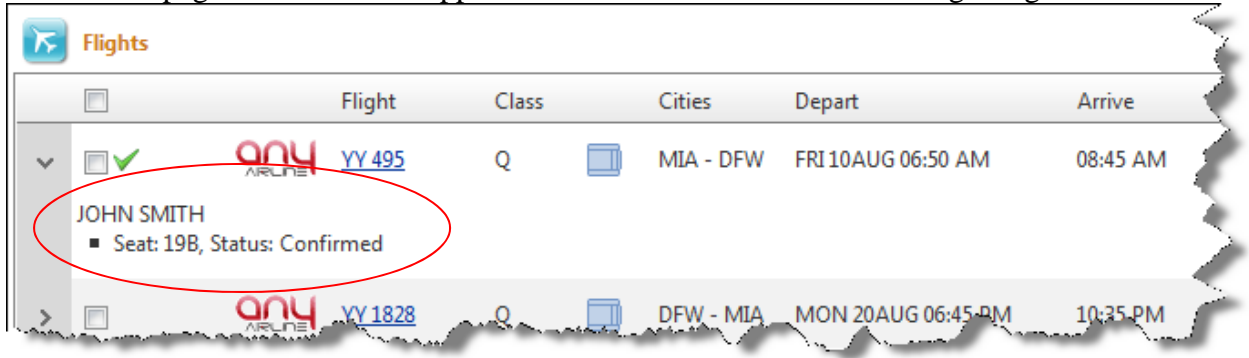 Flights
Flight Class Cities Depart Arrive
any AIRLINE YY 495 Q MIA - DFW FRI 10AUG 06:50 AM 08:45 AM
JOHN SMITH
▪ Seat: 19B, Status: Confirmed
any AIRLINE YY 1828 Q DFW - MIA MON 20AUG 06:45 PM 10:35 PM